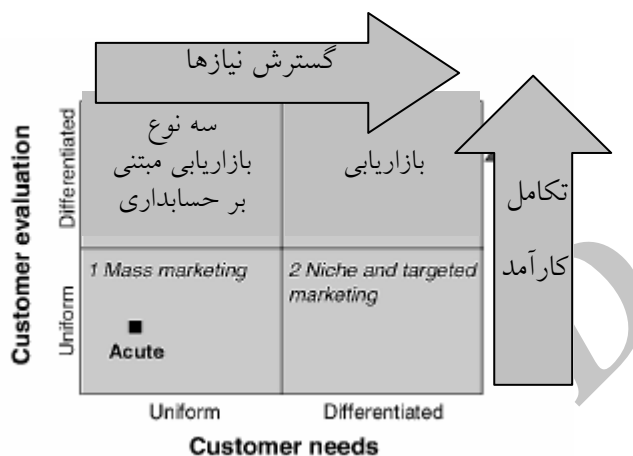 گسترش نیازها
سه نوع
بازاریابی مبتنی
بر حسابداری
بازاریابی
تکامل
کارآمد
Customer evaluation
Differentiated
Uniform
1 Mass marketing
2 Niche and targeted
marketing
Acute
Uniform
Differentiated
Customer needs